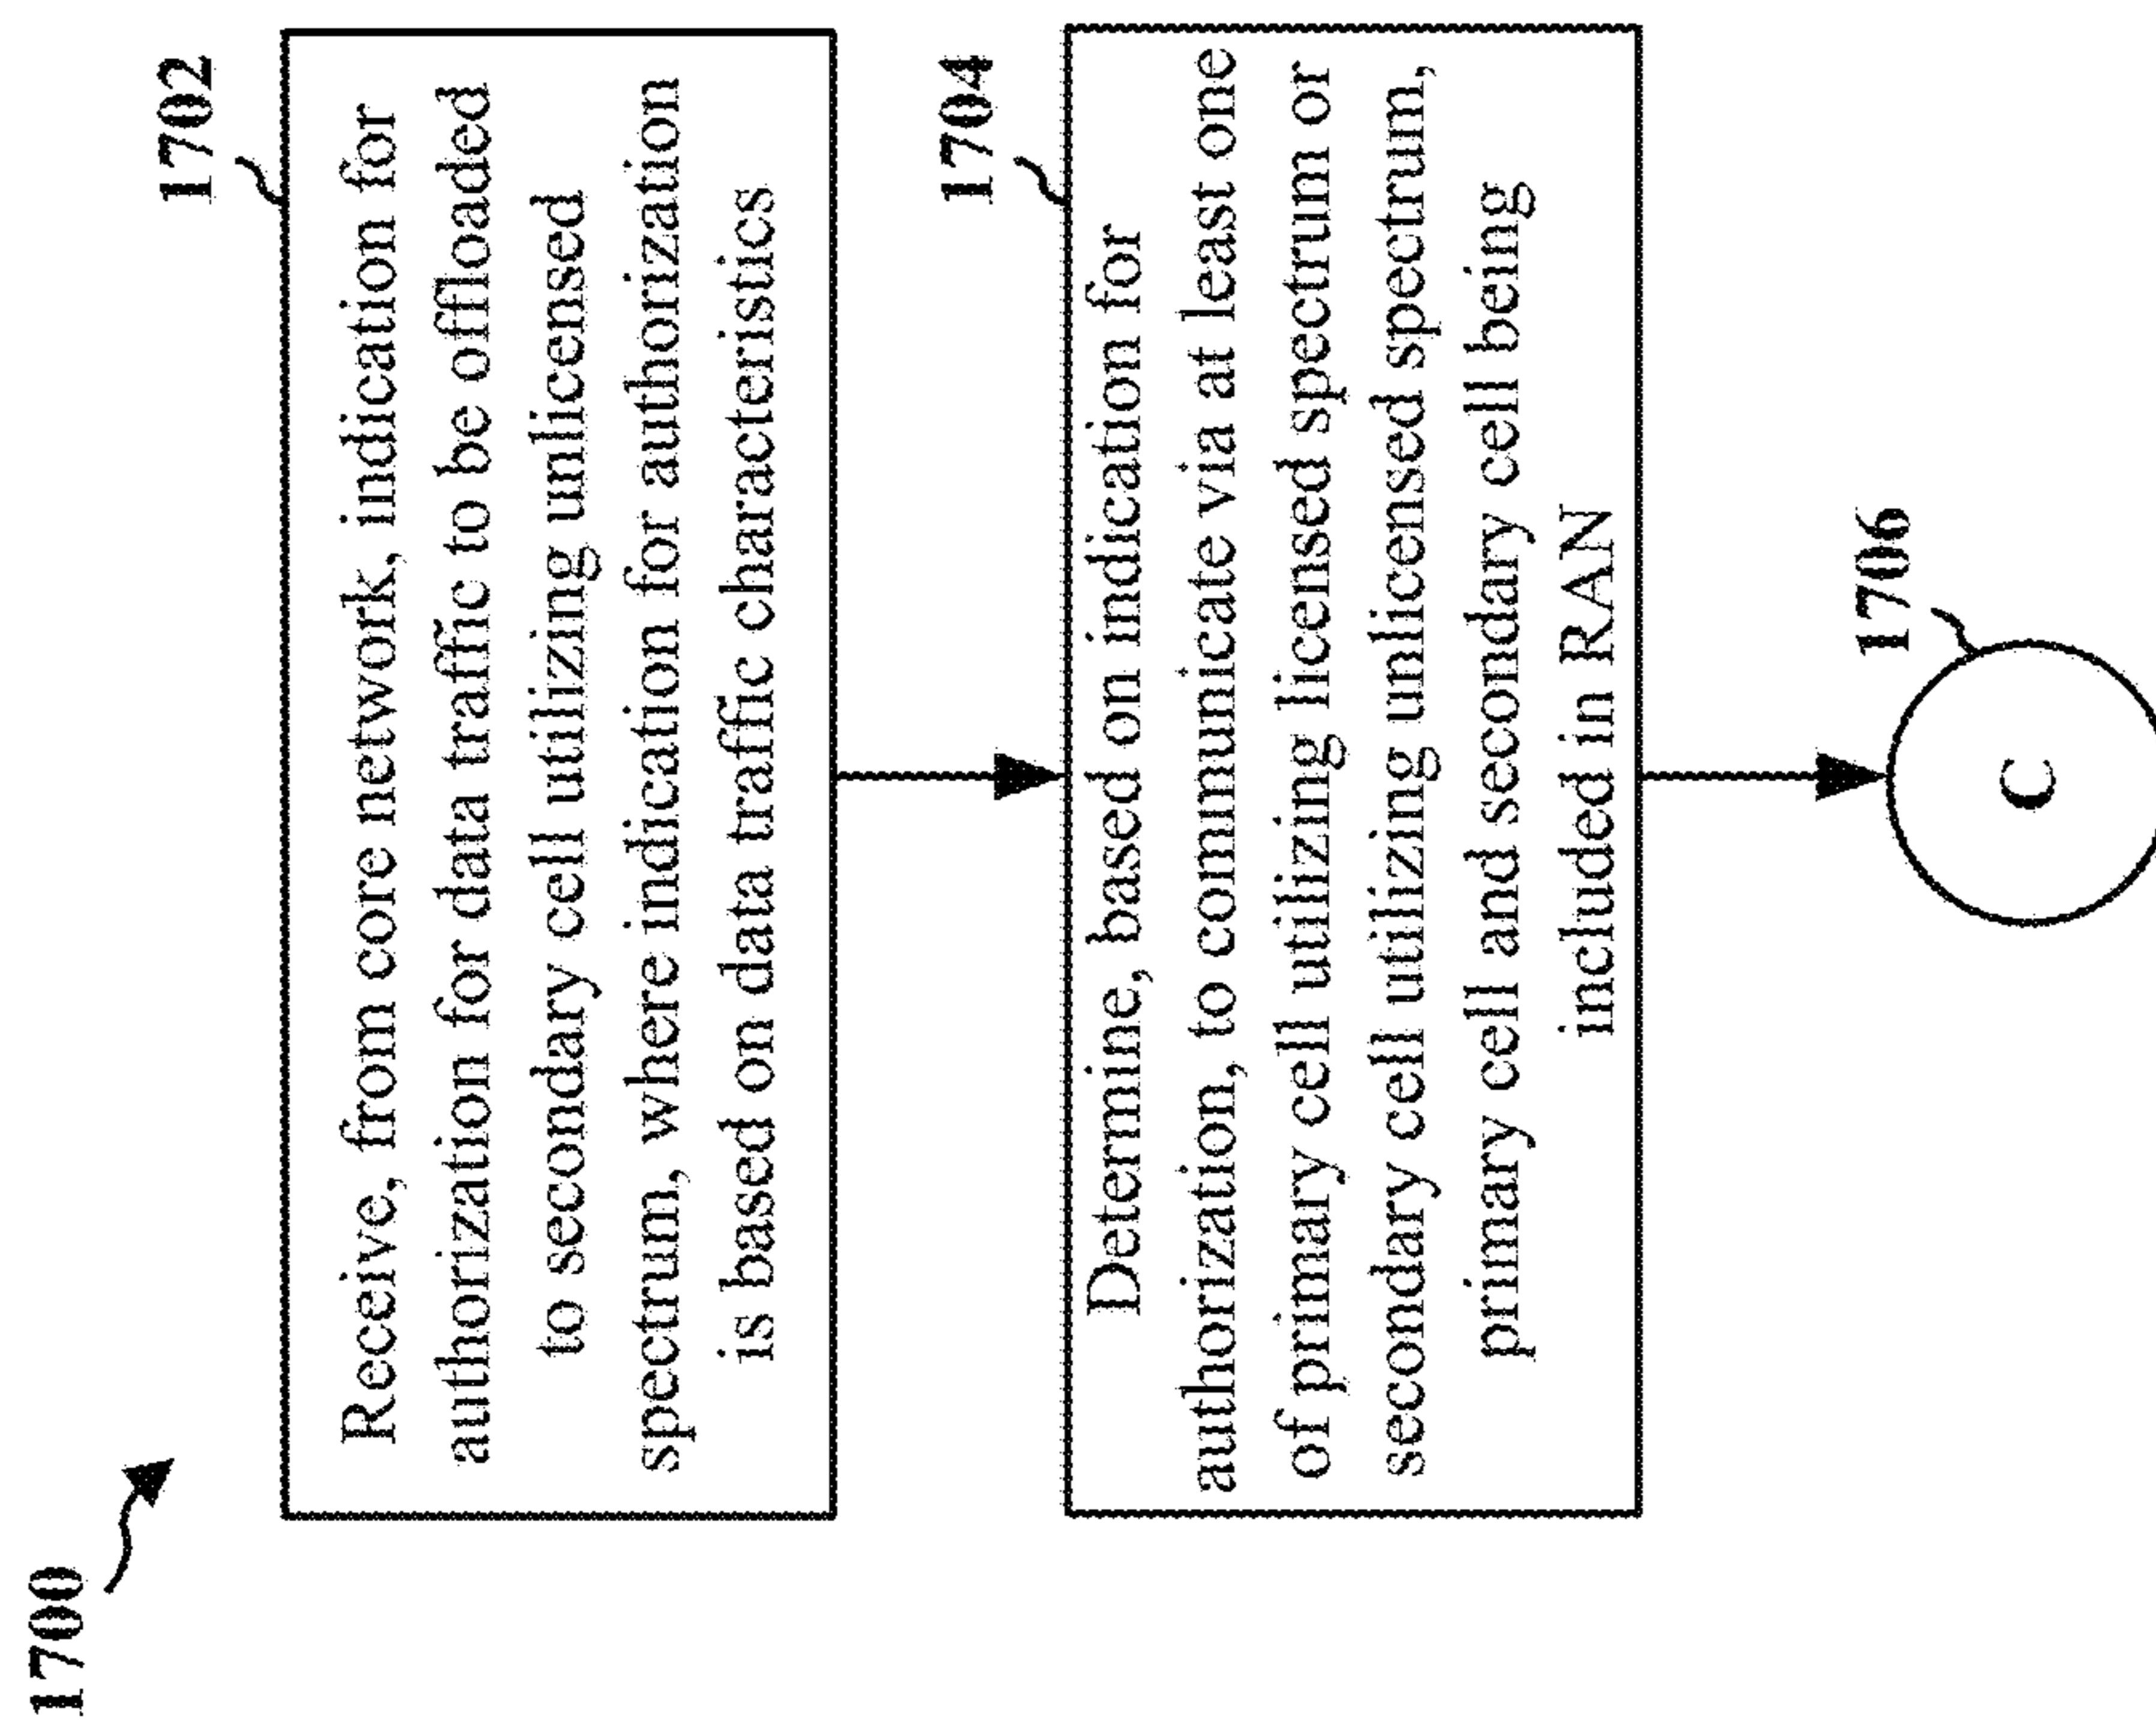 1700
1702
Receive, from core network, indication for
authorization for data traffic to be offloaded
to secondary cell utilizing unlicensed
spectrum, where indication for authorization
is based on data traffic characteristics
1704
Determine, based on indication for
authorization, to communicate via at least one
of primary cell utilizing licensed spectrum or
secondary cell utilizing unlicensed spectrum,
primary cell and secondary cell being
included in RAN
1706
C